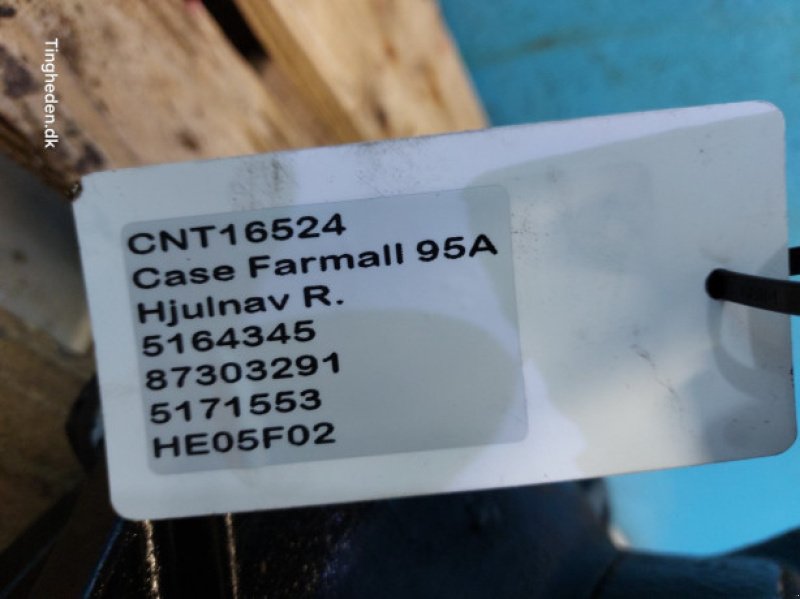 Tingheden.dk
CNT16524
Case Farmall 95A
Hjulnav R.
5164345
87303291
5171553
HE05F02